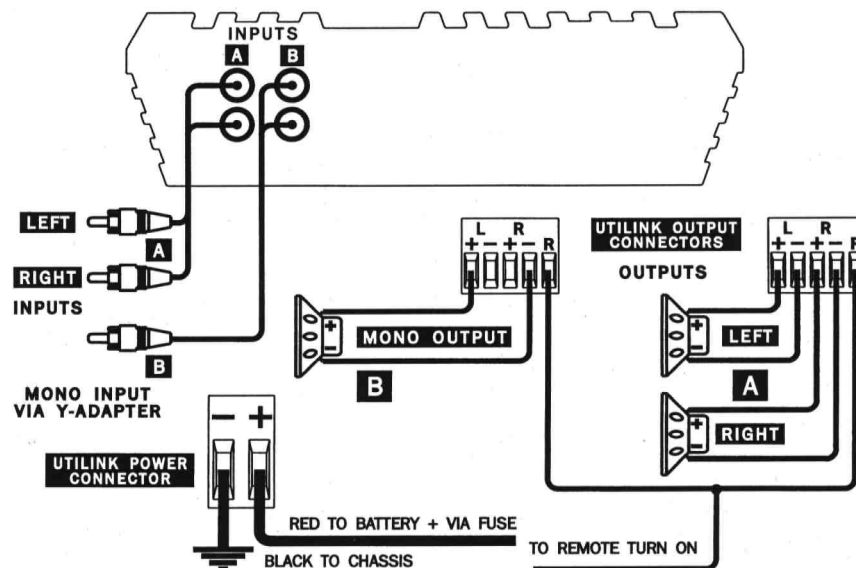 INPUTS
A B
LEFT
A
RIGHT
INPUTS
B
MONO INPUT
VIA Y-ADAPTER
L R
+ − + − R
+
−
MONO OUTPUT
B
UTILINK OUTPUT
CONNECTORS
OUTPUTS
L R
+ − + − R
+
−
LEFT
A
+
−
RIGHT
− +
UTILINK POWER
CONNECTOR
RED TO BATTERY + VIA FUSE
BLACK TO CHASSIS
TO REMOTE TURN ON